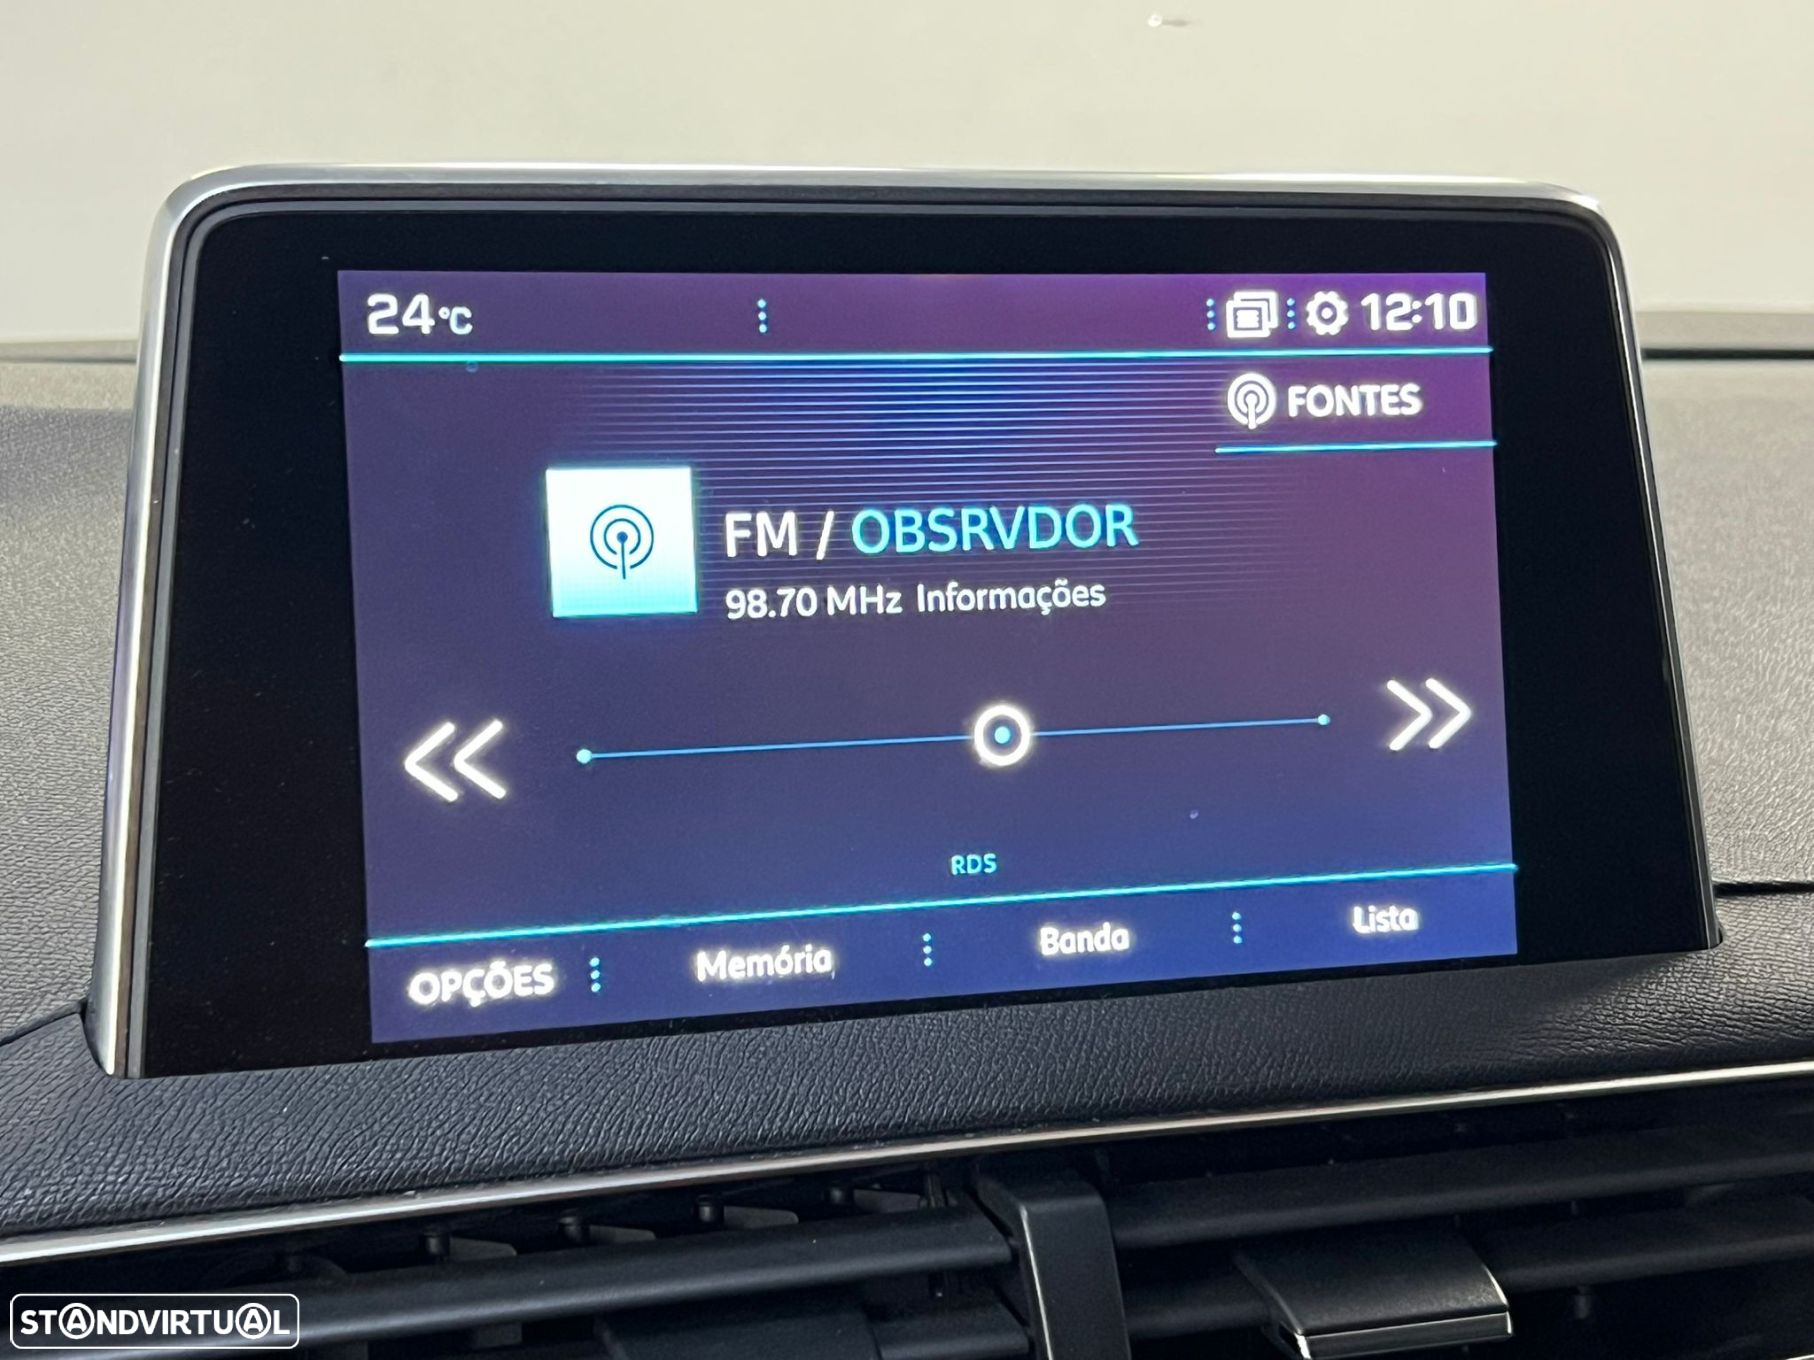 24°C
12:10
FONTES
FM / OBSRVDOR
98.70 MHz Informações
RDS
OPÇÕES
Memória
Banda
Lista
STANDVIRTUAL